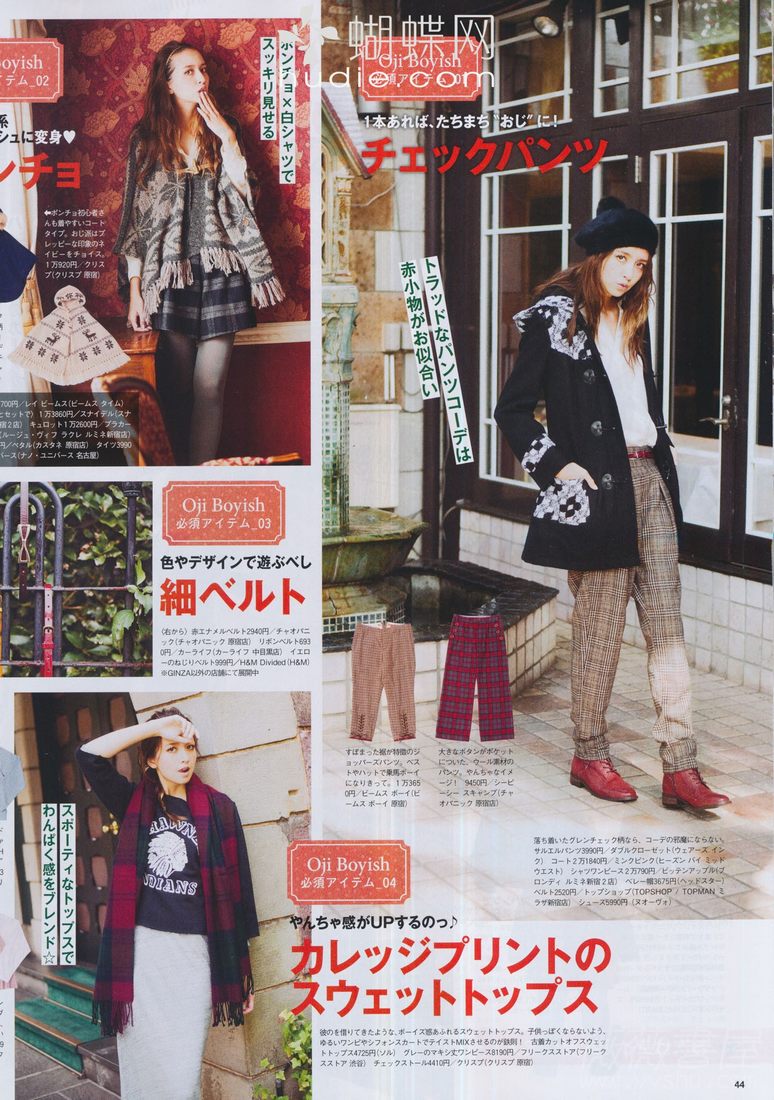 蝴蝶网
udio.com
Oji Boyish
必須アイテム_01
1本あれば、たちまち“おじ”に!
チェックパンツ
トラッドなパンツコーデは
赤小物がお似合い
Boyish
イテム_02
系
シュに変身♥
ンチョ
ポンチョ×白シャツで
スッキリ見せる
←ポンチョ初心者さ
んも着やすいコート
タイプ。おじ派はプ
レッピーな印象のネ
イビーをチョイス。
1万920円/クリス
プ(クリスプ 原宿)
700円/レイ ビームス(ビームス タイム)
とセットで) 1万3860円/スナイデル(スナ
宿2店) キュロット1万2600円/プラカー
(ルージュ・ヴィフ ラクレ ルミネ新宿店)
円/ペタル(カスタネ 原宿店) タイツ3990
バース(ナノ・ユニバース 名古屋)
Oji Boyish
必須アイテム_03
色やデザインで遊ぶべし
細ベルト
(右から) 赤エナメルベルト2940円/チャオパニ
ック(チャオパニック 原宿店) リボンベルト693
0円/カーライフ(カーライフ 中目黒店) イエロ
ーのねじりベルト999円/H&M Divided(H&M)
※GINZA以外の店舗にて展開中
すぼまった裾が特徴のジ
ョッパーズパンツ。ベス
トやハットで乗馬ボーイ
になりきって。1万365
0円/ビームス ボーイ(ビ
ームス ボーイ 原宿)
大きなボタンがポケット
についた、ウール素材の
パンツ。やんちゃなイメ
ージ! 9450円/シーピ
ーシー スキャンプ(チャ
オパニック 原宿店)
落ち着いたグレンチェック柄なら、コーデの邪魔にならない。
サルエルパンツ3990円/ダブルクローゼット(ウェアーズ インク
) コート2万1840円/ミンクピンク(ヒーズン バイ ミッド
ウエスト) シャツワンピース2万790円/ビッテンアップル(ブ
ロンディ ルミネ新宿2店) ベレー帽3675円(ヘッドスター)
ベルト2520円/トップショップ(TOPSHOP / TOPMAN ミ
ラザ新宿店) シューズ5990円(ヌオーヴォ)
スポーティなトップスで
わんぱく感をブレンド☆
Oji Boyish
必須アイテム_04
やんちゃ感がUPするのっ♪
カレッジプリントの
スウェットトップス
彼のを借りてきたような、ボーイズ感あふれるスウェットトップス。子供っぽくならないよう、
ゆるいワンピやシフォンスカートでテイストMIXさせるのが鉄則! 古着カットオフスウェ
ットトップス4725円(ソル) グレーのマキシ丈ワンピース8190円/フリークスストア(フリーク
スストア 渋谷) チェックストール4410円/クリスプ(クリスプ 原宿)
INDIANS
44